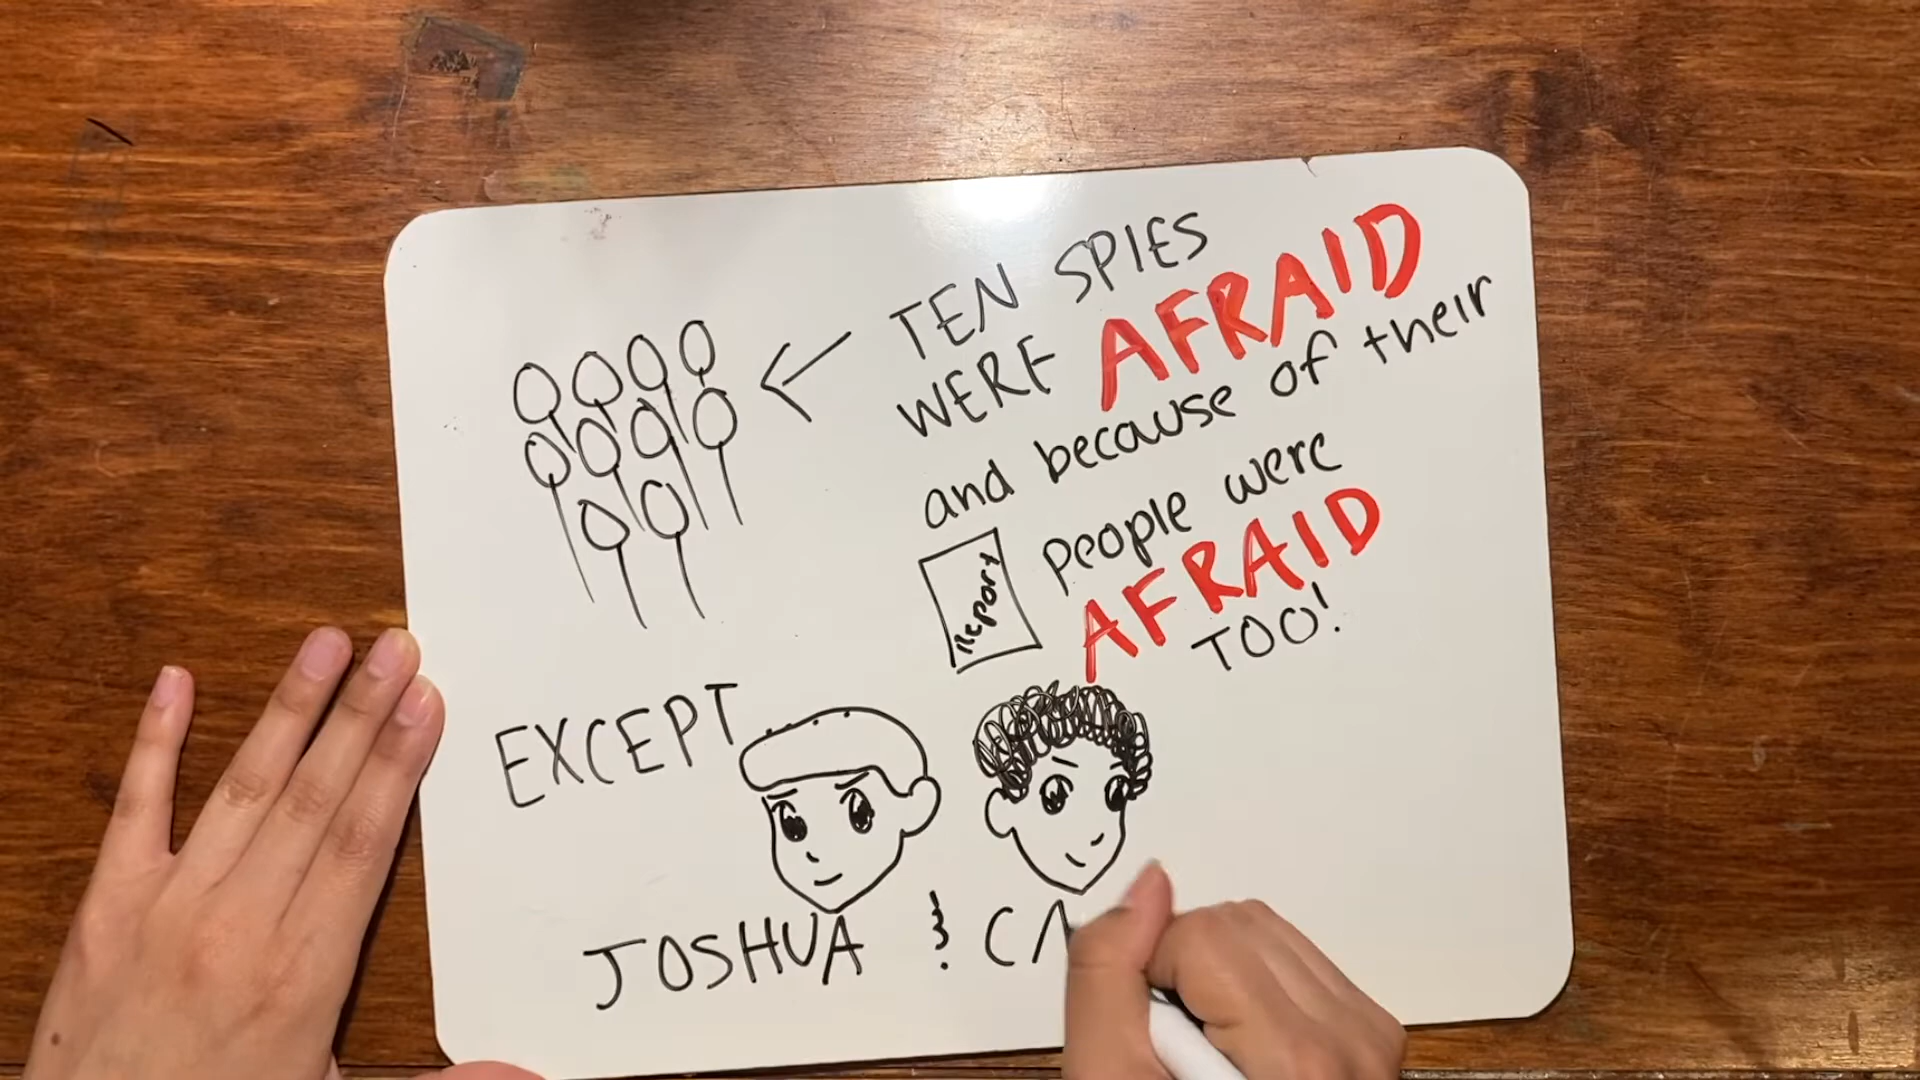 TEN SPIES
WERE AFRAID
and because of their
Report people were
AFRAID
TOO!
EXCEPT
JOSHUA & CA